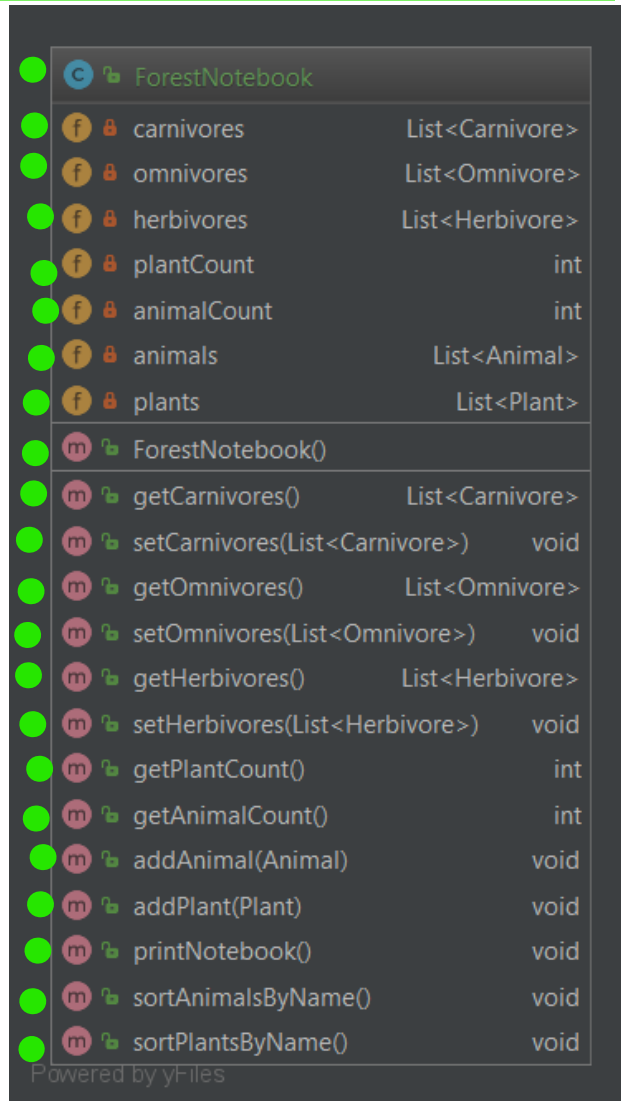 C ForestNotebook
f carnivores List<Carnivore>
f omnivores List<Omnivore>
f herbivores List<Herbivore>
f plantCount int
f animalCount int
f animals List<Animal>
f plants List<Plant>
m ForestNotebook()
m getCarnivores() List<Carnivore>
m setCarnivores(List<Carnivore>) void
m getOmnivores() List<Omnivore>
m setOmnivores(List<Omnivore>) void
m getHerbivores() List<Herbivore>
m setHerbivores(List<Herbivore>) void
m getPlantCount() int
m getAnimalCount() int
m addAnimal(Animal) void
m addPlant(Plant) void
m printNotebook() void
m sortAnimalsByName() void
m sortPlantsByName() void
Powered by yFiles